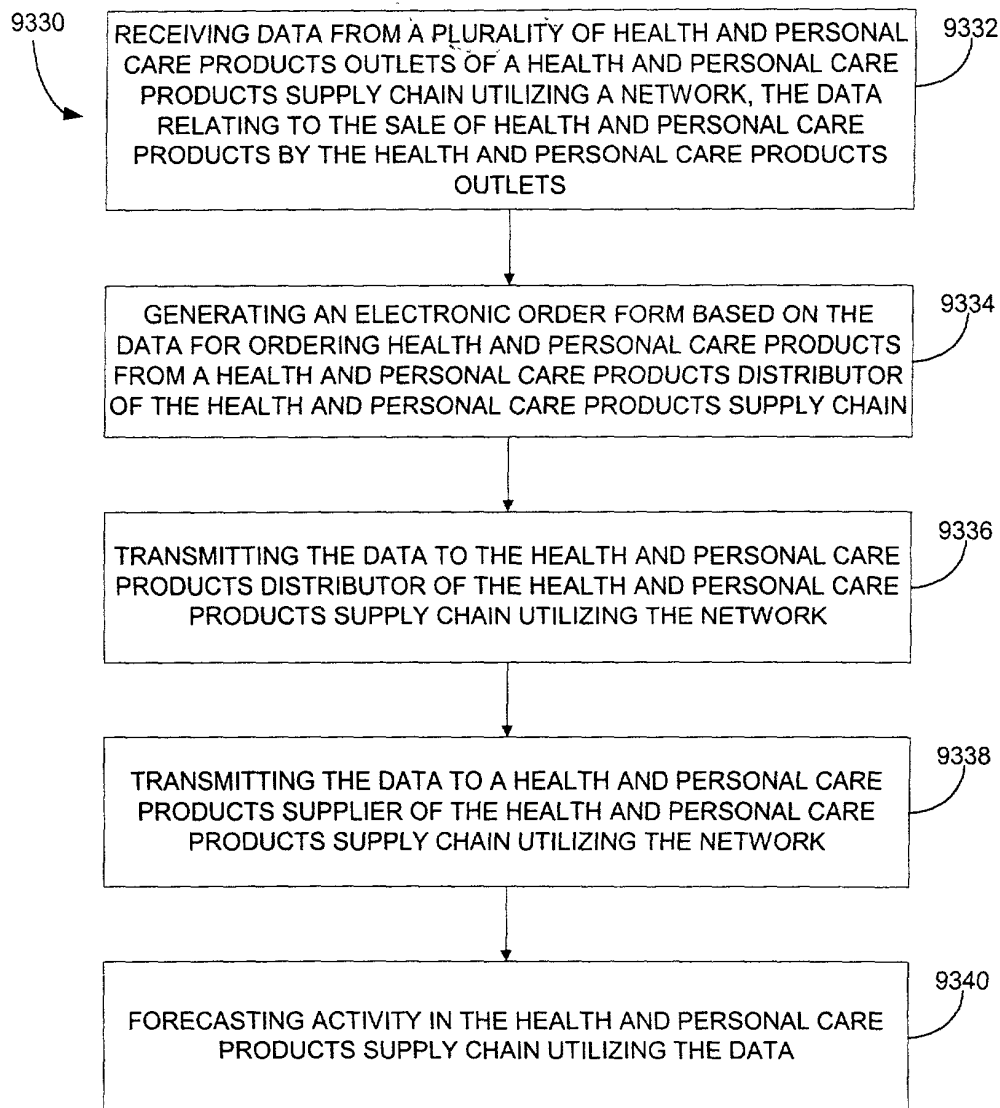 9330
RECEIVING DATA FROM A PLURALITY OF HEALTH AND PERSONAL
CARE PRODUCTS OUTLETS OF A HEALTH AND PERSONAL CARE
PRODUCTS SUPPLY CHAIN UTILIZING A NETWORK, THE DATA
RELATING TO THE SALE OF HEALTH AND PERSONAL CARE
PRODUCTS BY THE HEALTH AND PERSONAL CARE PRODUCTS
OUTLETS
9332
GENERATING AN ELECTRONIC ORDER FORM BASED ON THE
DATA FOR ORDERING HEALTH AND PERSONAL CARE PRODUCTS
FROM A HEALTH AND PERSONAL CARE PRODUCTS DISTRIBUTOR
OF THE HEALTH AND PERSONAL CARE PRODUCTS SUPPLY CHAIN
9334
TRANSMITTING THE DATA TO THE HEALTH AND PERSONAL CARE
PRODUCTS DISTRIBUTOR OF THE HEALTH AND PERSONAL CARE
PRODUCTS SUPPLY CHAIN UTILIZING THE NETWORK
9336
TRANSMITTING THE DATA TO A HEALTH AND PERSONAL CARE
PRODUCTS SUPPLIER OF THE HEALTH AND PERSONAL CARE
PRODUCTS SUPPLY CHAIN UTILIZING THE NETWORK
9338
FORECASTING ACTIVITY IN THE HEALTH AND PERSONAL CARE
PRODUCTS SUPPLY CHAIN UTILIZING THE DATA
9340